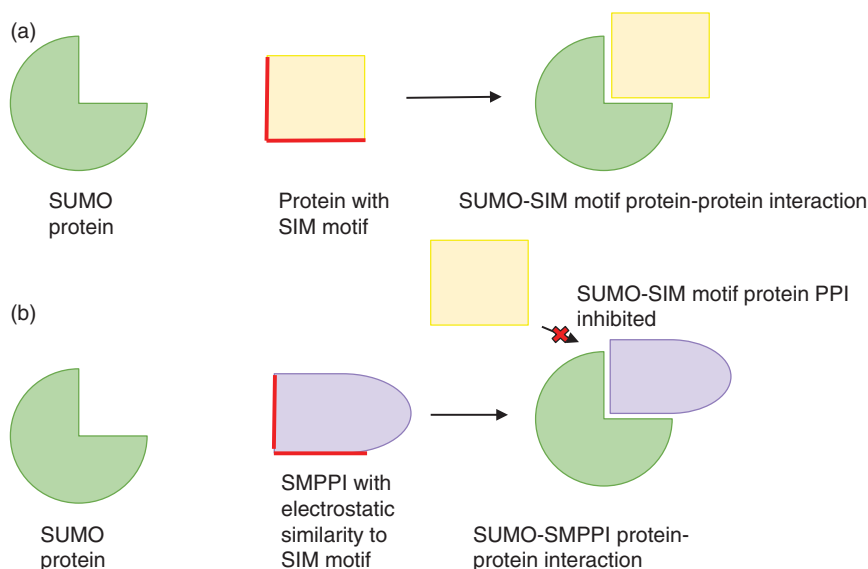 (a)
SUMO
protein
Protein with
SIM motif
SUMO-SIM motif protein-protein interaction
(b)
SUMO-SIM motif protein PPI
inhibited
SUMO
protein
SMPPI with
electrostatic
similarity to
SIM motif
SUMO-SMPPI protein-
protein interaction